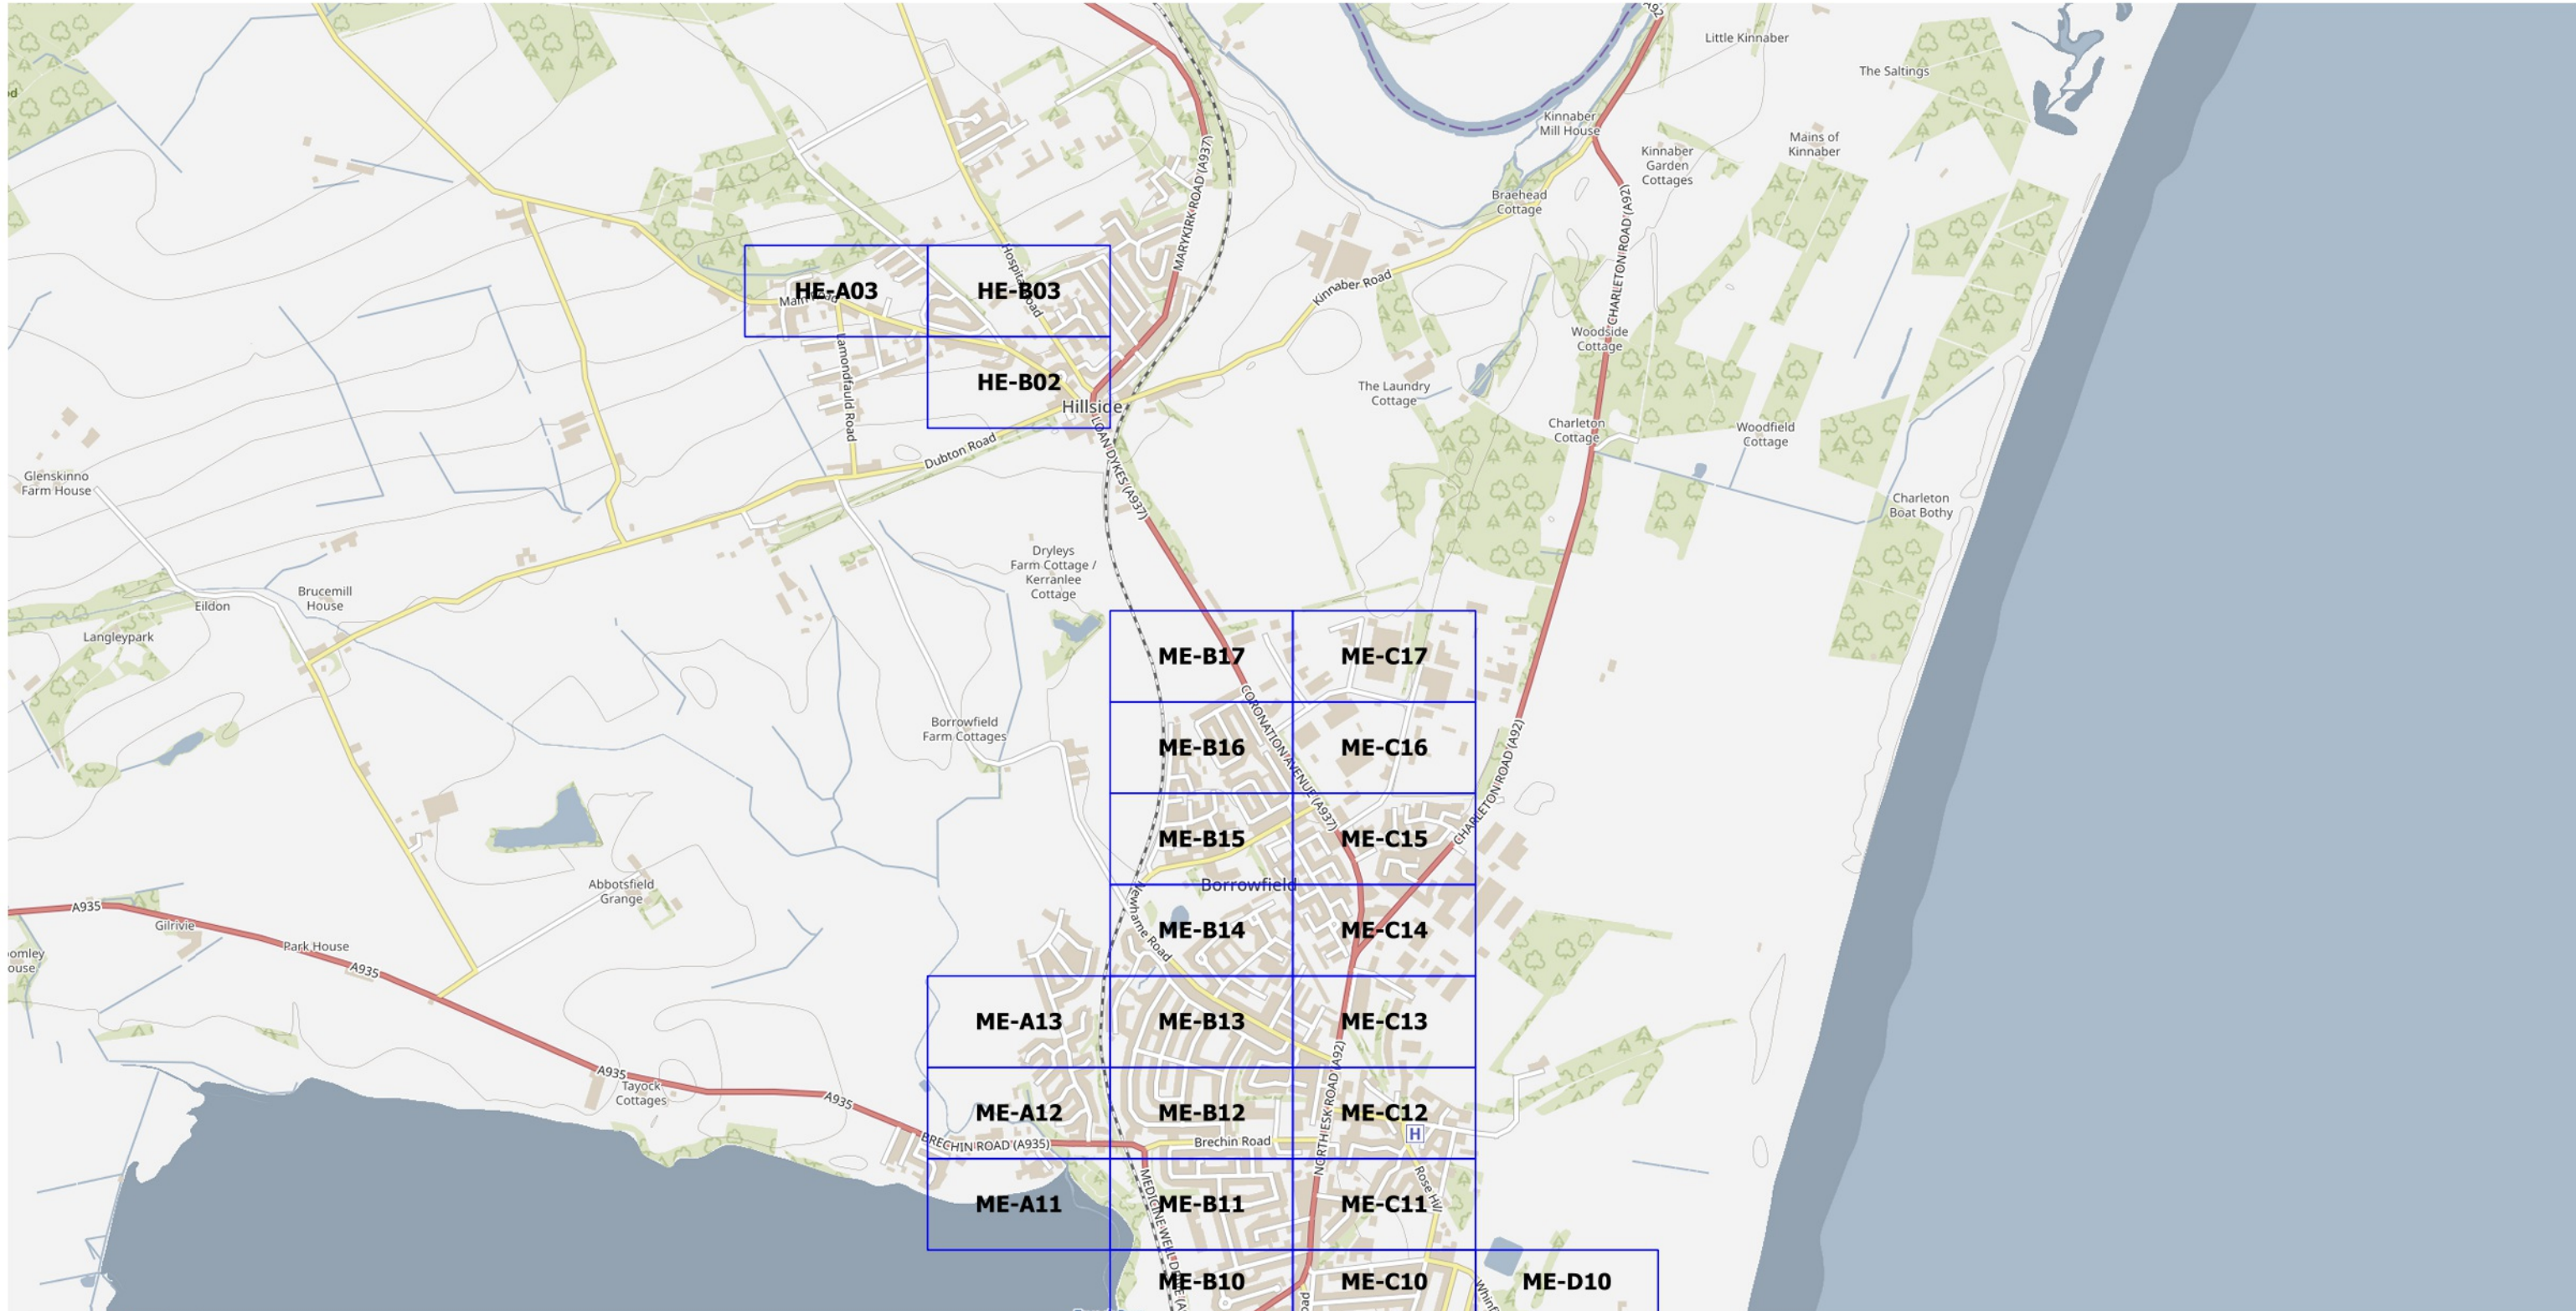 A92
Little Kinnaber
The Saltings
Kinnaber
Mill House
Mains of
Kinnaber
Kinnaber
Garden
Cottages
MARYKIRK ROAD (A937)
Braehead
Cottage
CHARLETON ROAD (A92)
Hospital Road
HE-A03
Main Road
HE-B03
Kinnaber Road
Woodside
Cottage
Lamondfauld Road
HE-B02
The Laundry
Cottage
Hillside
Charleton
Cottage
Woodfield
Cottage
Dubton Road
LOAN DYKES (A937)
Glenskinno
Farm House
Charleton
Boat Bothy
Dryleys
Farm Cottage /
Kerranlee
Cottage
Brucemill
House
Eildon
Langleypark
ME-B17
ME-C17
CORONATION AVENUE (A937)
Borrowfield
Farm Cottages
ME-B16
ME-C16
CHARLETON ROAD (A92)
ME-B15
ME-C15
Abbotsfield
Grange
Borrowfield
A935
Newhame Road
Gilrivie
ME-B14
ME-C14
Park House
omley
ouse
A935
ME-A13
ME-B13
ME-C13
A935
Tayock
Cottages
A935
NORTH ESK ROAD (A92)
ME-A12
ME-B12
ME-C12
H
BRECHIN ROAD (A935)
Brechin Road
MEDICINE WELL DRIVE (A
Rose Hill
ME-A11
ME-B11
ME-C11
ME-B10
ME-C10
ME-D10